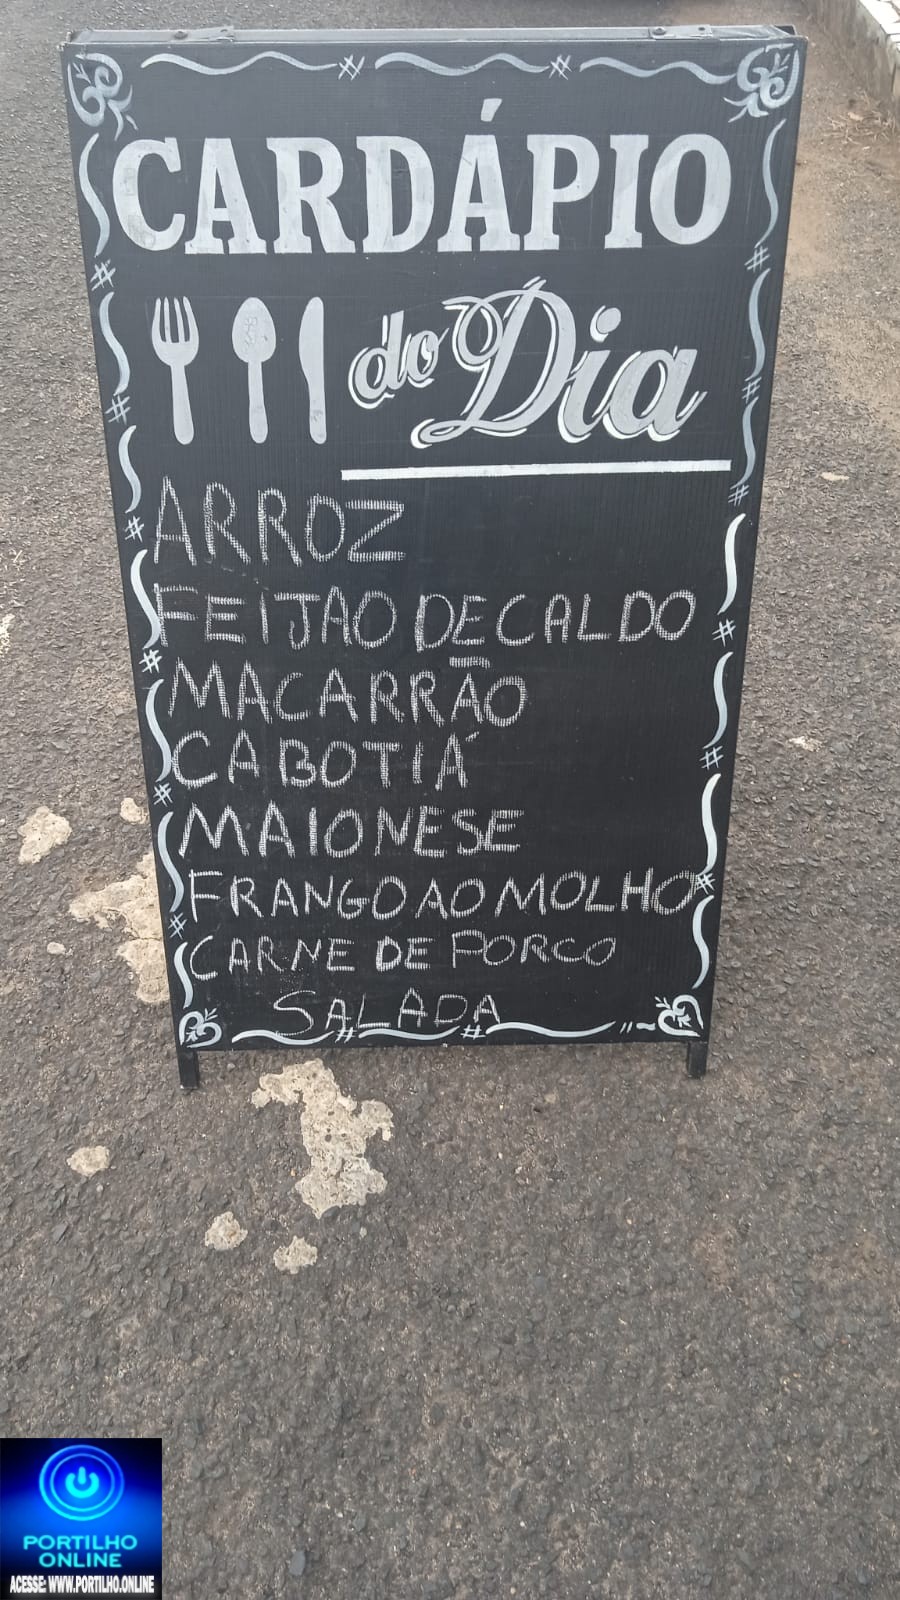 CARDÁPIO
do Dia
ARROZ
FEIJAO DE CALDO
MACARRÃO
CABOTIÁ
MAIONESE
FRANGO AO MOLHO
CARNE DE PORCO
SALADA
PORTILHO
ONLINE
ACESSE: WWW.PORTILHO.ONLINE